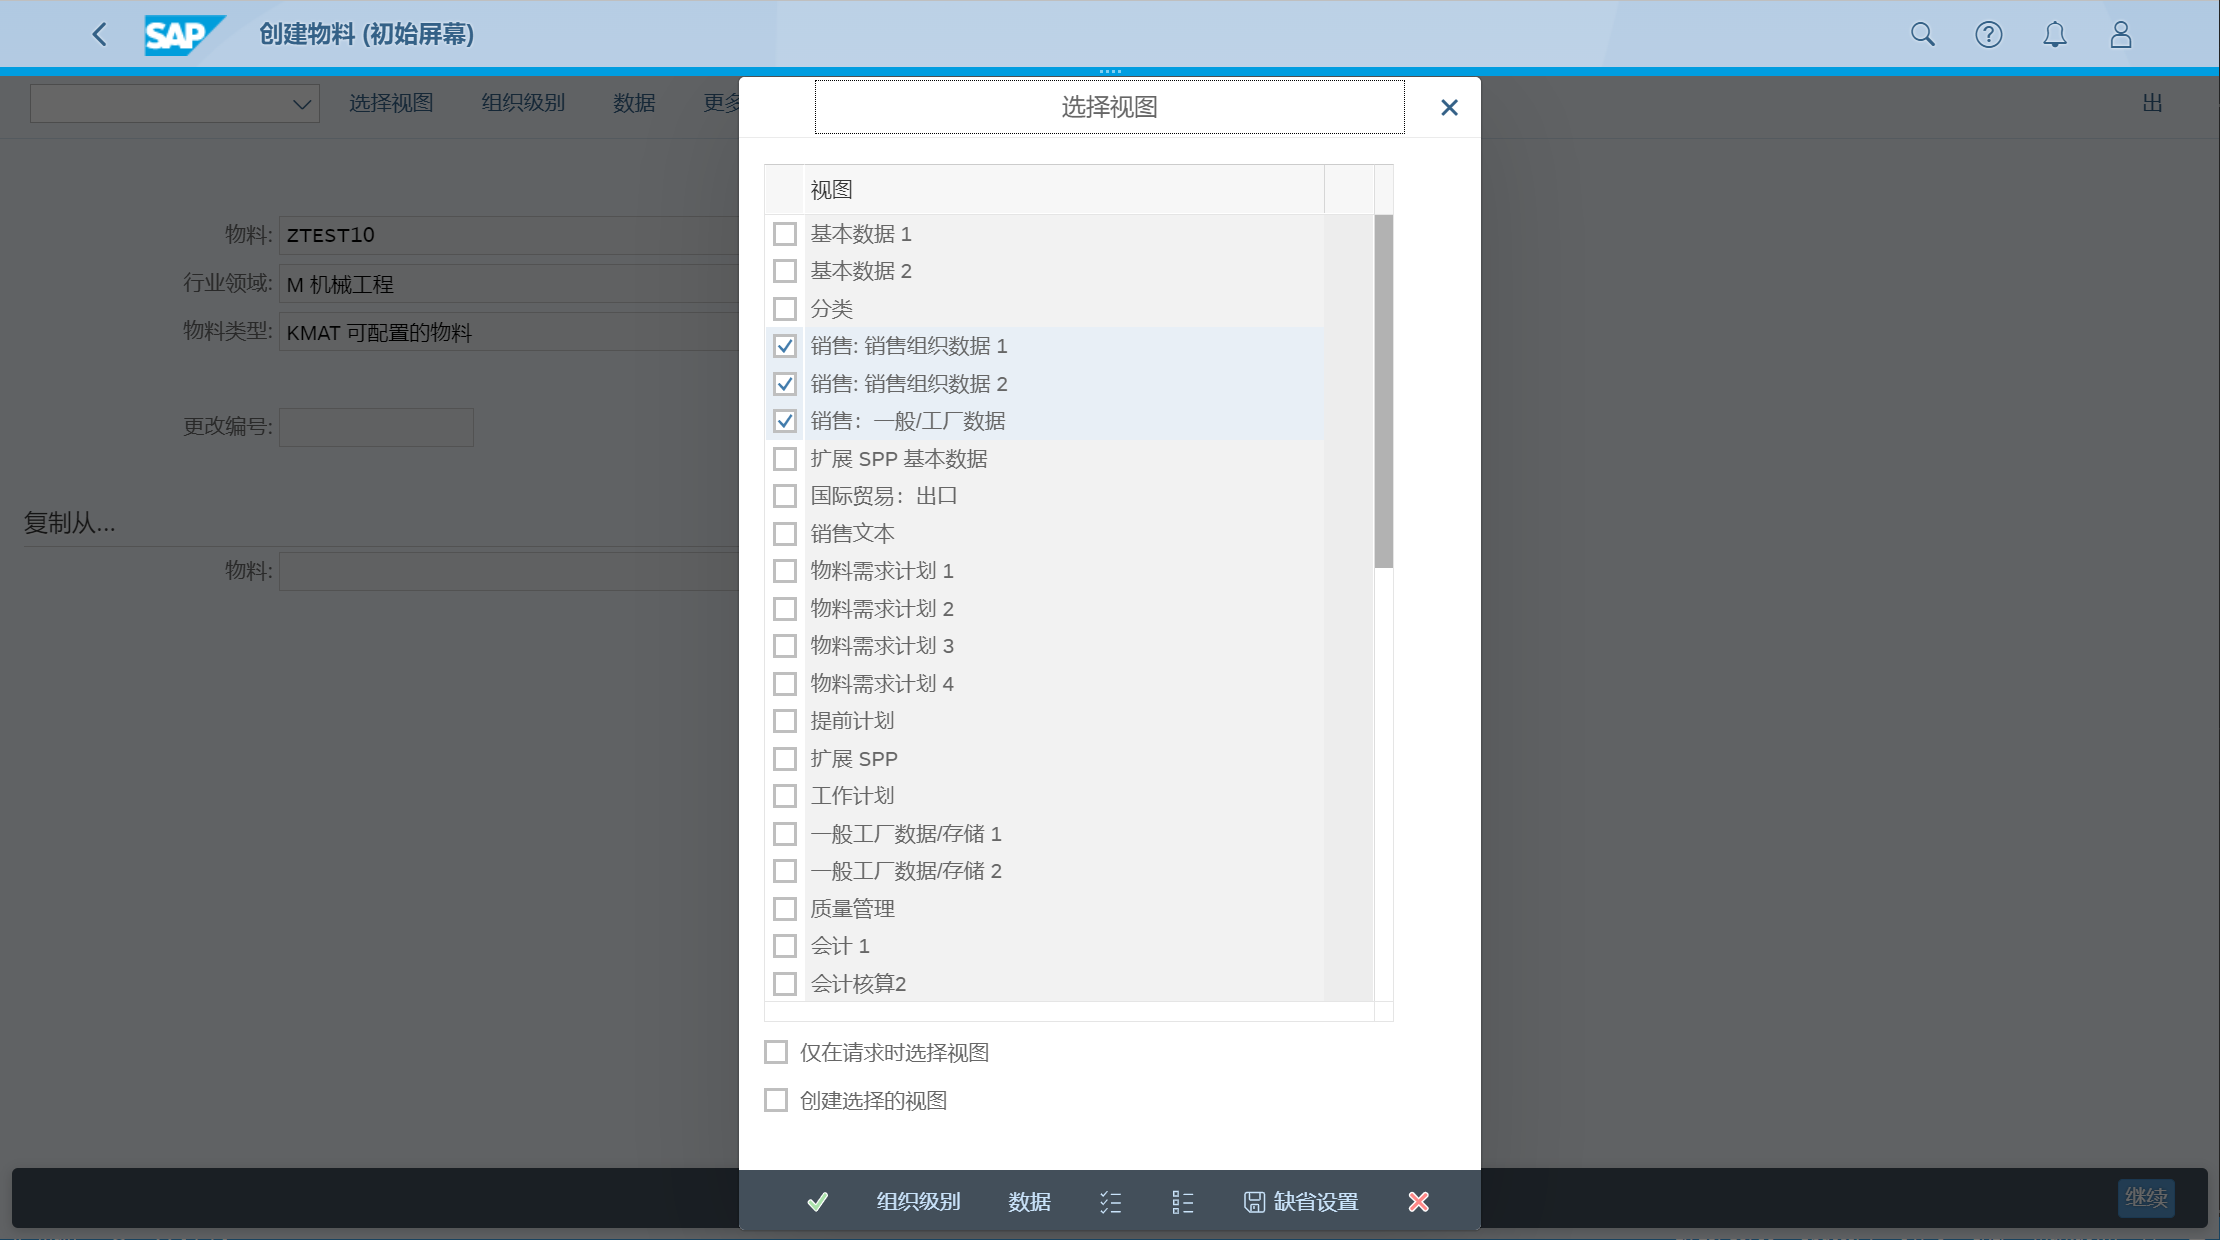 SAP 创建物料 (初始屏幕)
选择视图 组织级别 数据 更多
出
选择视图
视图
物料: ZTEST10
行业领域: M 机械工程
物料类型: KMAT 可配置的物料
更改编号:
复制从...
物料:
基本数据 1
基本数据 2
分类
销售: 销售组织数据 1
销售: 销售组织数据 2
销售：一般/工厂数据
扩展 SPP 基本数据
国际贸易：出口
销售文本
物料需求计划 1
物料需求计划 2
物料需求计划 3
物料需求计划 4
提前计划
扩展 SPP
工作计划
一般工厂数据/存储 1
一般工厂数据/存储 2
质量管理
会计 1
会计核算2
仅在请求时选择视图
创建选择的视图
组织级别 数据 缺省设置
继续